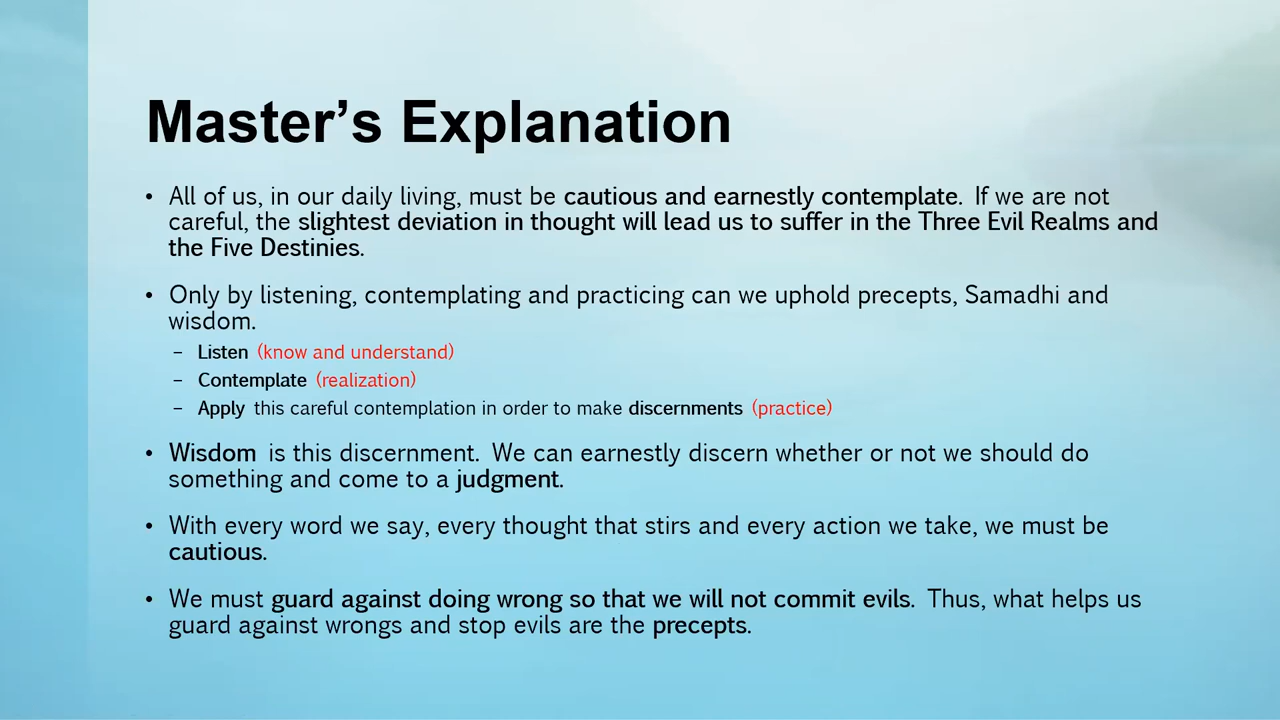 Master’s Explanation
• All of us, in our daily living, must be cautious and earnestly contemplate. If we are not
careful, the slightest deviation in thought will lead us to suffer in the Three Evil Realms and
the Five Destinies.
• Only by listening, contemplating and practicing can we uphold precepts, Samadhi and
wisdom.
– Listen (know and understand)
– Contemplate (realization)
– Apply this careful contemplation in order to make discernments (practice)
• Wisdom is this discernment. We can earnestly discern whether or not we should do
something and come to a judgment.
• With every word we say, every thought that stirs and every action we take, we must be
cautious.
• We must guard against doing wrong so that we will not commit evils. Thus, what helps us
guard against wrongs and stop evils are the precepts.